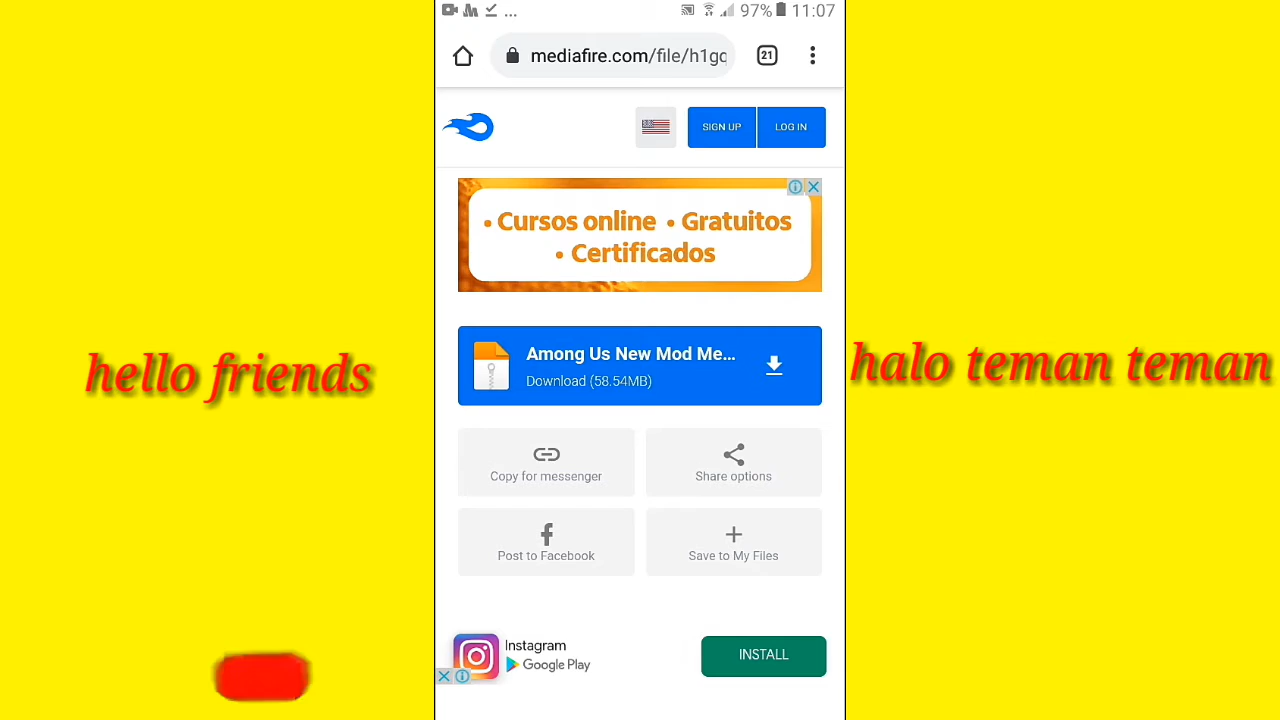 ... 97% 11:07
mediafire.com/file/h1gq
21
SIGN UP LOG IN
• Cursos online • Gratuitos
• Certificados
Among Us New Mod Me...
Download (58.54MB)
hello friends
halo teman teman
Copy for messenger
Share options
Post to Facebook
Save to My Files
Instagram
Google Play
INSTALL